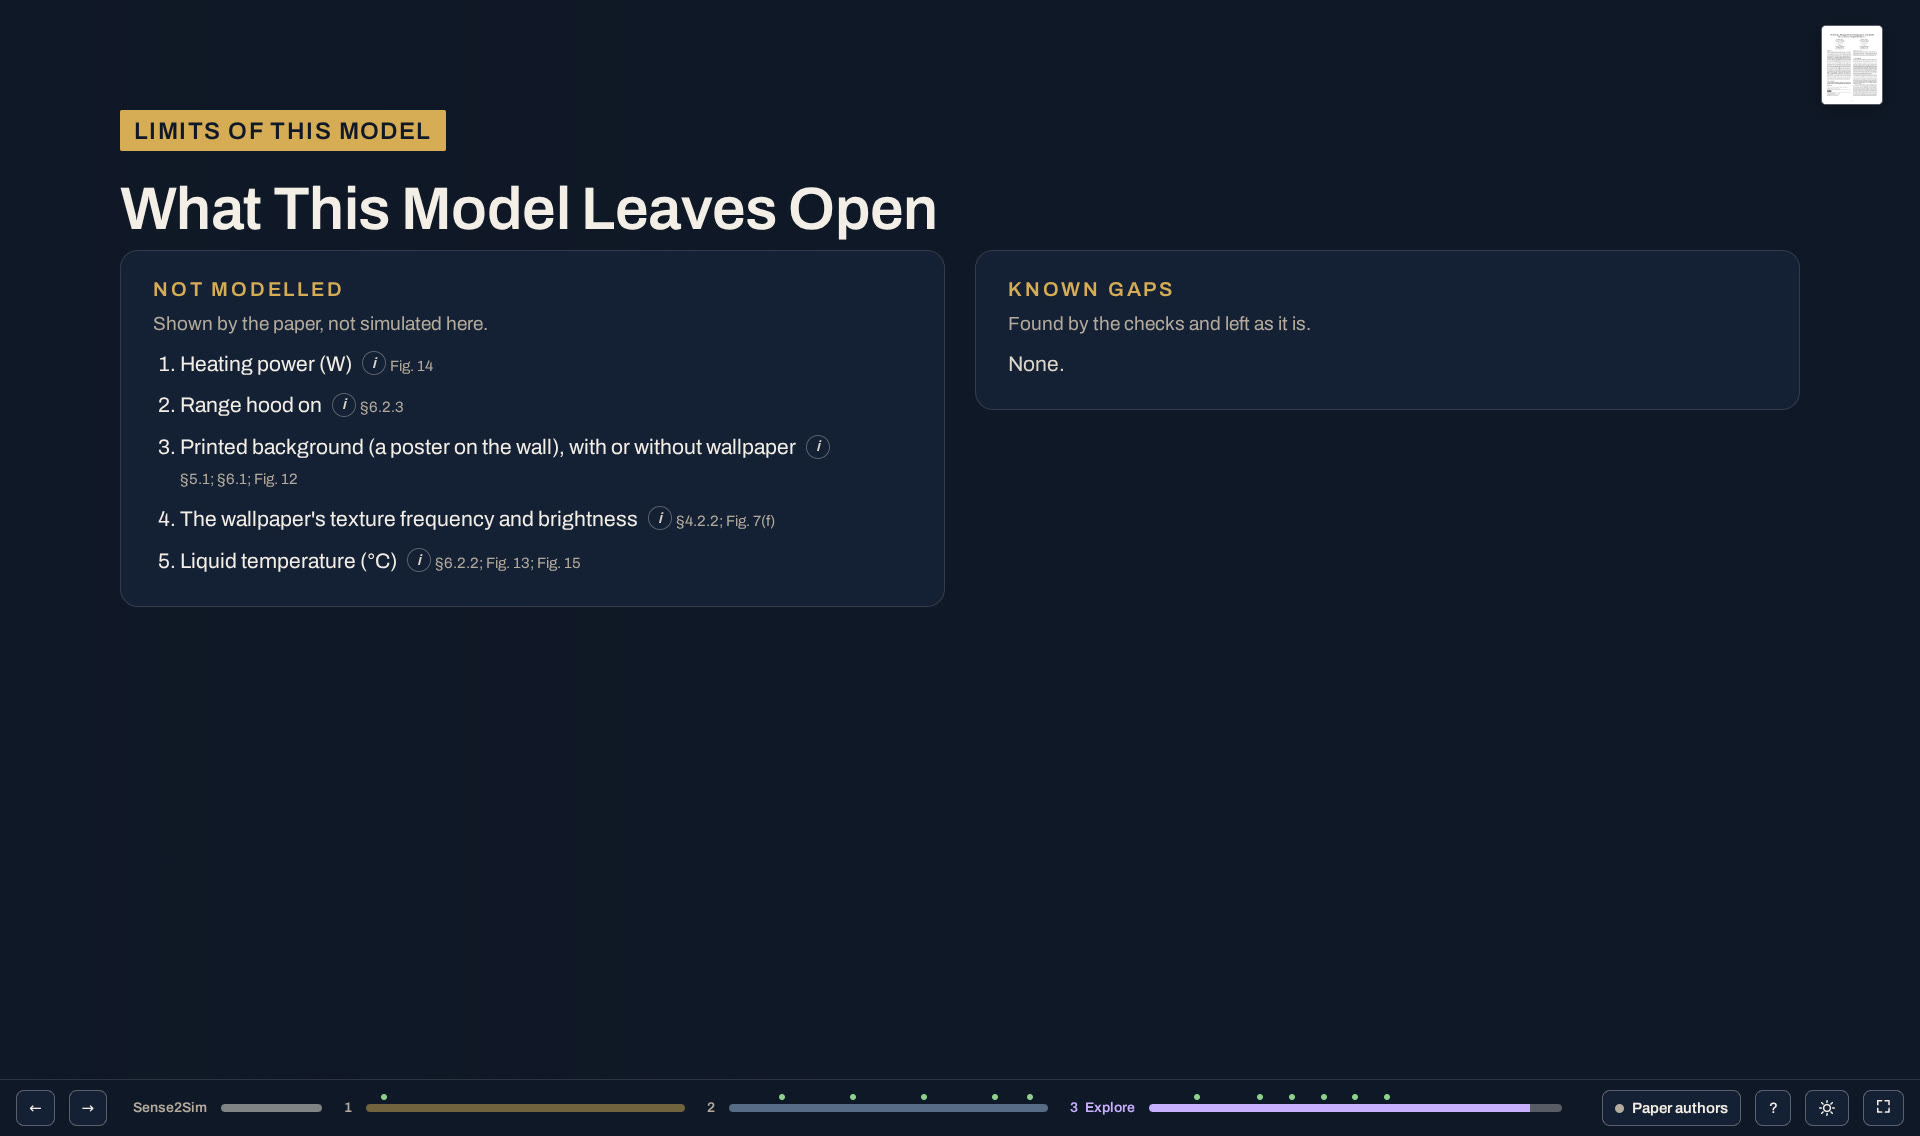 LIMITS OF THIS MODEL
What This Model Leaves Open
NOT MODELLED
Shown by the paper, not simulated here.
1. Heating power (W) i Fig. 14
2. Range hood on i §6.2.3
3. Printed background (a poster on the wall), with or without wallpaper i
§5.1; §6.1; Fig. 12
4. The wallpaper's texture frequency and brightness i §4.2.2; Fig. 7(f)
5. Liquid temperature (°C) i §6.2.2; Fig. 13; Fig. 15
KNOWN GAPS
Found by the checks and left as it is.
None.
← → Sense2Sim 1 2 3 Explore Paper authors ?